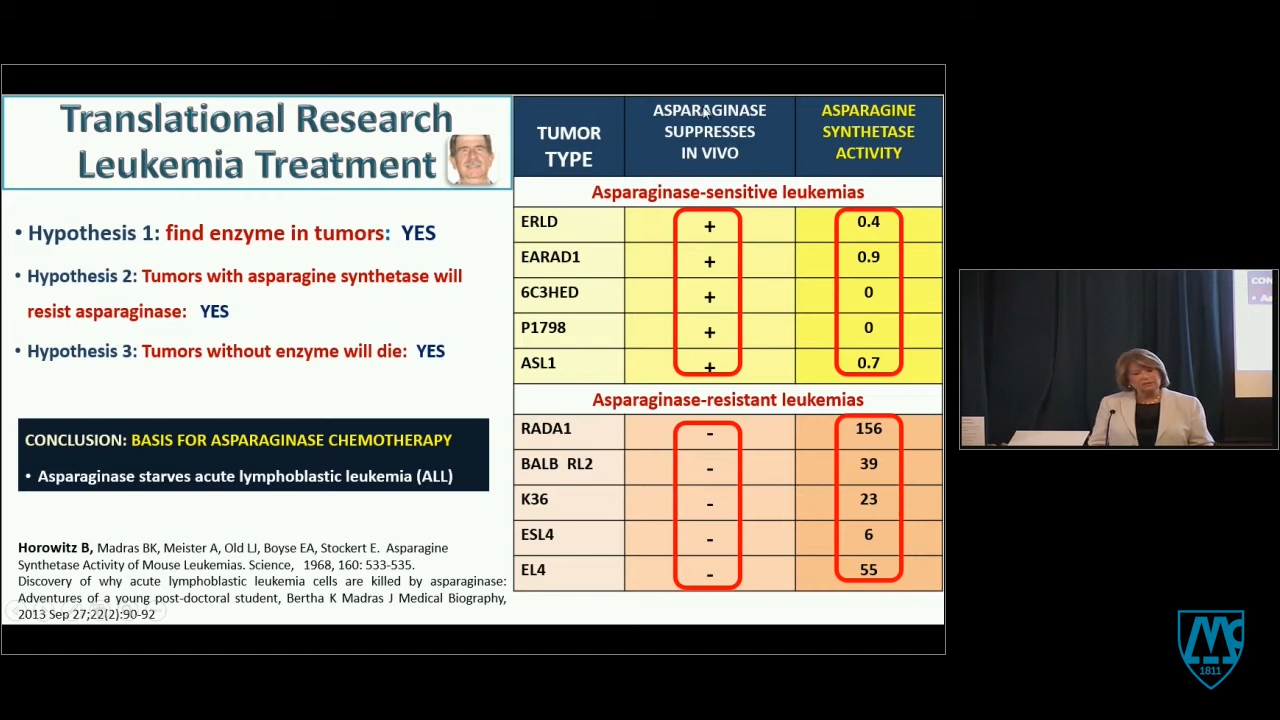 Translational Research
Leukemia Treatment
• Hypothesis 1: find enzyme in tumors: YES
• Hypothesis 2: Tumors with asparagine synthetase will
resist asparaginase: YES
• Hypothesis 3: Tumors without enzyme will die: YES
CONCLUSION: BASIS FOR ASPARAGINASE CHEMOTHERAPY
• Asparaginase starves acute lymphoblastic leukemia (ALL)
Horowitz B, Madras BK, Meister A, Old LJ, Boyse EA, Stockert E. Asparagine
Synthetase Activity of Mouse Leukemias. Science, 1968, 160: 533-535.
Discovery of why acute lymphoblastic leukemia cells are killed by asparaginase:
Adventures of a young post-doctoral student, Bertha K Madras J Medical Biography,
2013 Sep 27;22(2):90-92
TUMOR
TYPE
ASPARAGINASE
SUPPRESSES
IN VIVO
ASPARAGINE
SYNTHETASE
ACTIVITY
Asparaginase-sensitive leukemias
ERLD + 0.4
EARAD1 + 0.9
6C3HED + 0
P1798 + 0
ASL1 + 0.7
Asparaginase-resistant leukemias
RADA1 - 156
BALB RL2 - 39
K36 - 23
ESL4 - 6
EL4 - 55
CON
1811